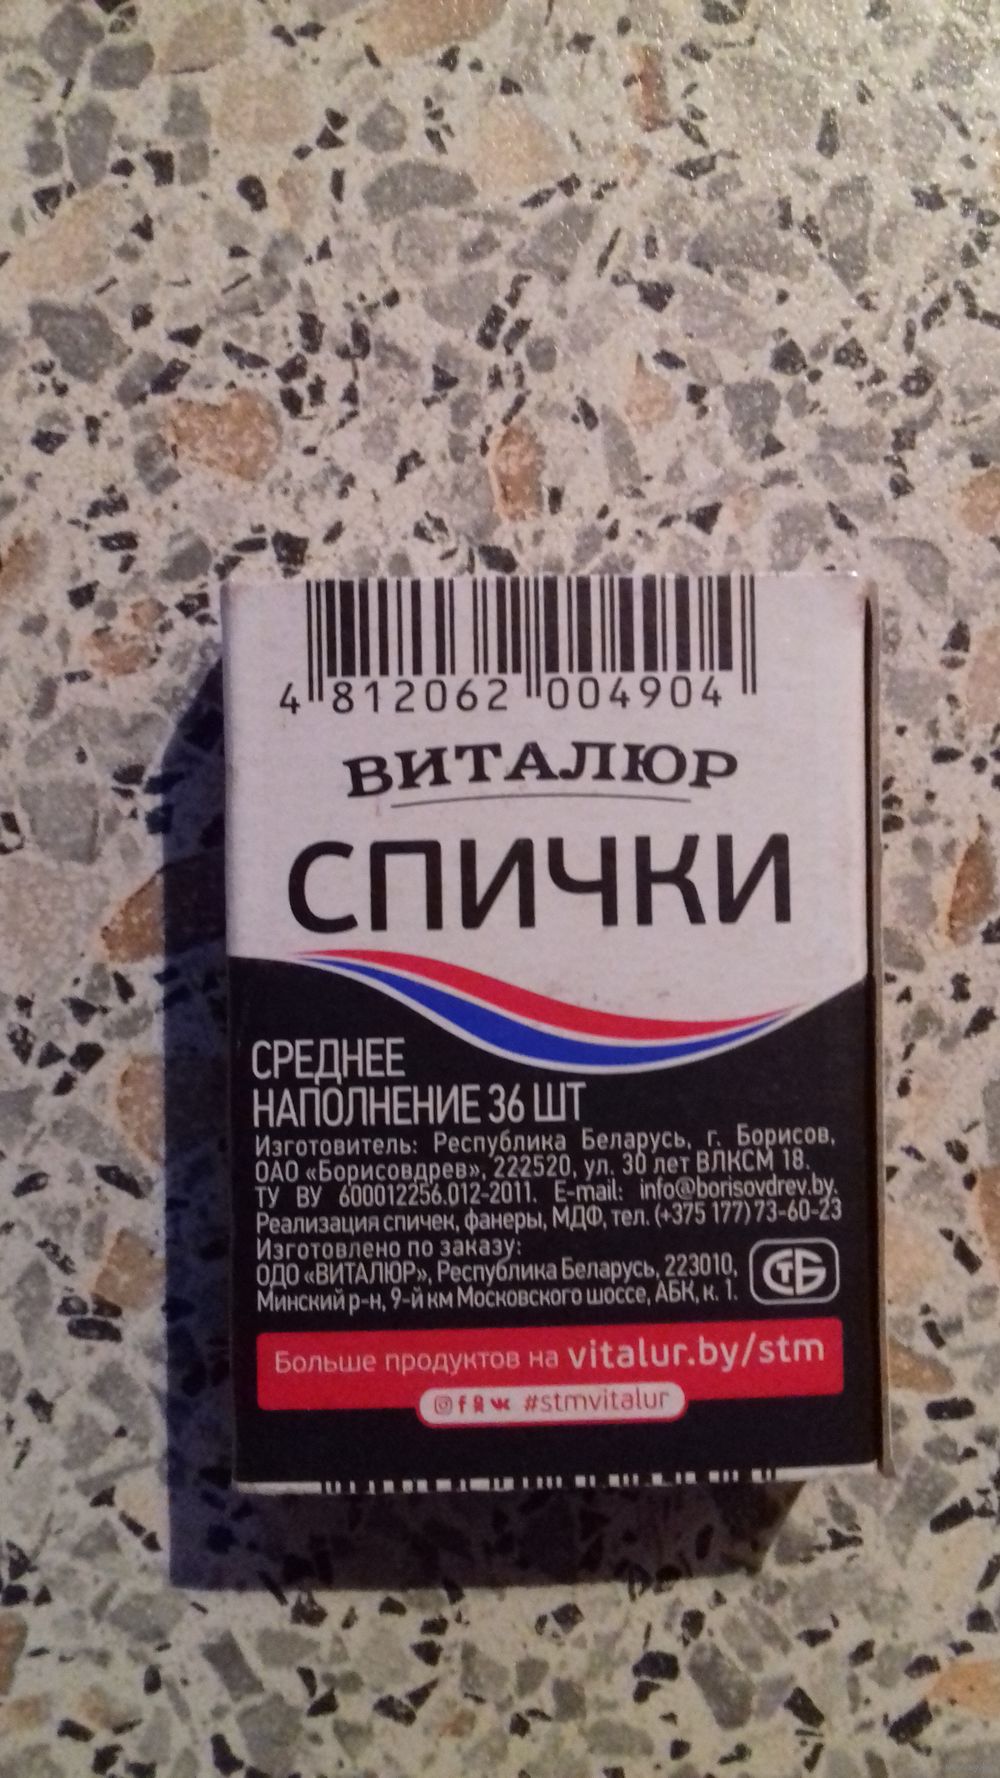 4 812062 004904
ВИТАЛЮР
СПИЧКИ
СРЕДНЕЕ
НАПОЛНЕНИЕ 36 ШТ
Изготовитель: Республика Беларусь, г. Борисов,
ОАО «Борисовдрев», 222520, ул. 30 лет ВЛКСМ 18.
ТУ BY 600012256.012-2011. E-mail: info@borisovdrev.by.
Реализация спичек, фанеры, МДФ, тел. (+375 177) 73-60-23
Изготовлено по заказу:
ОДО «ВИТАЛЮР», Республика Беларусь, 223010,
Минский р-н, 9-й км Московского шоссе, АБК, к. 1.
СТБ
Больше продуктов на vitalur.by/stm
#stmvitalur